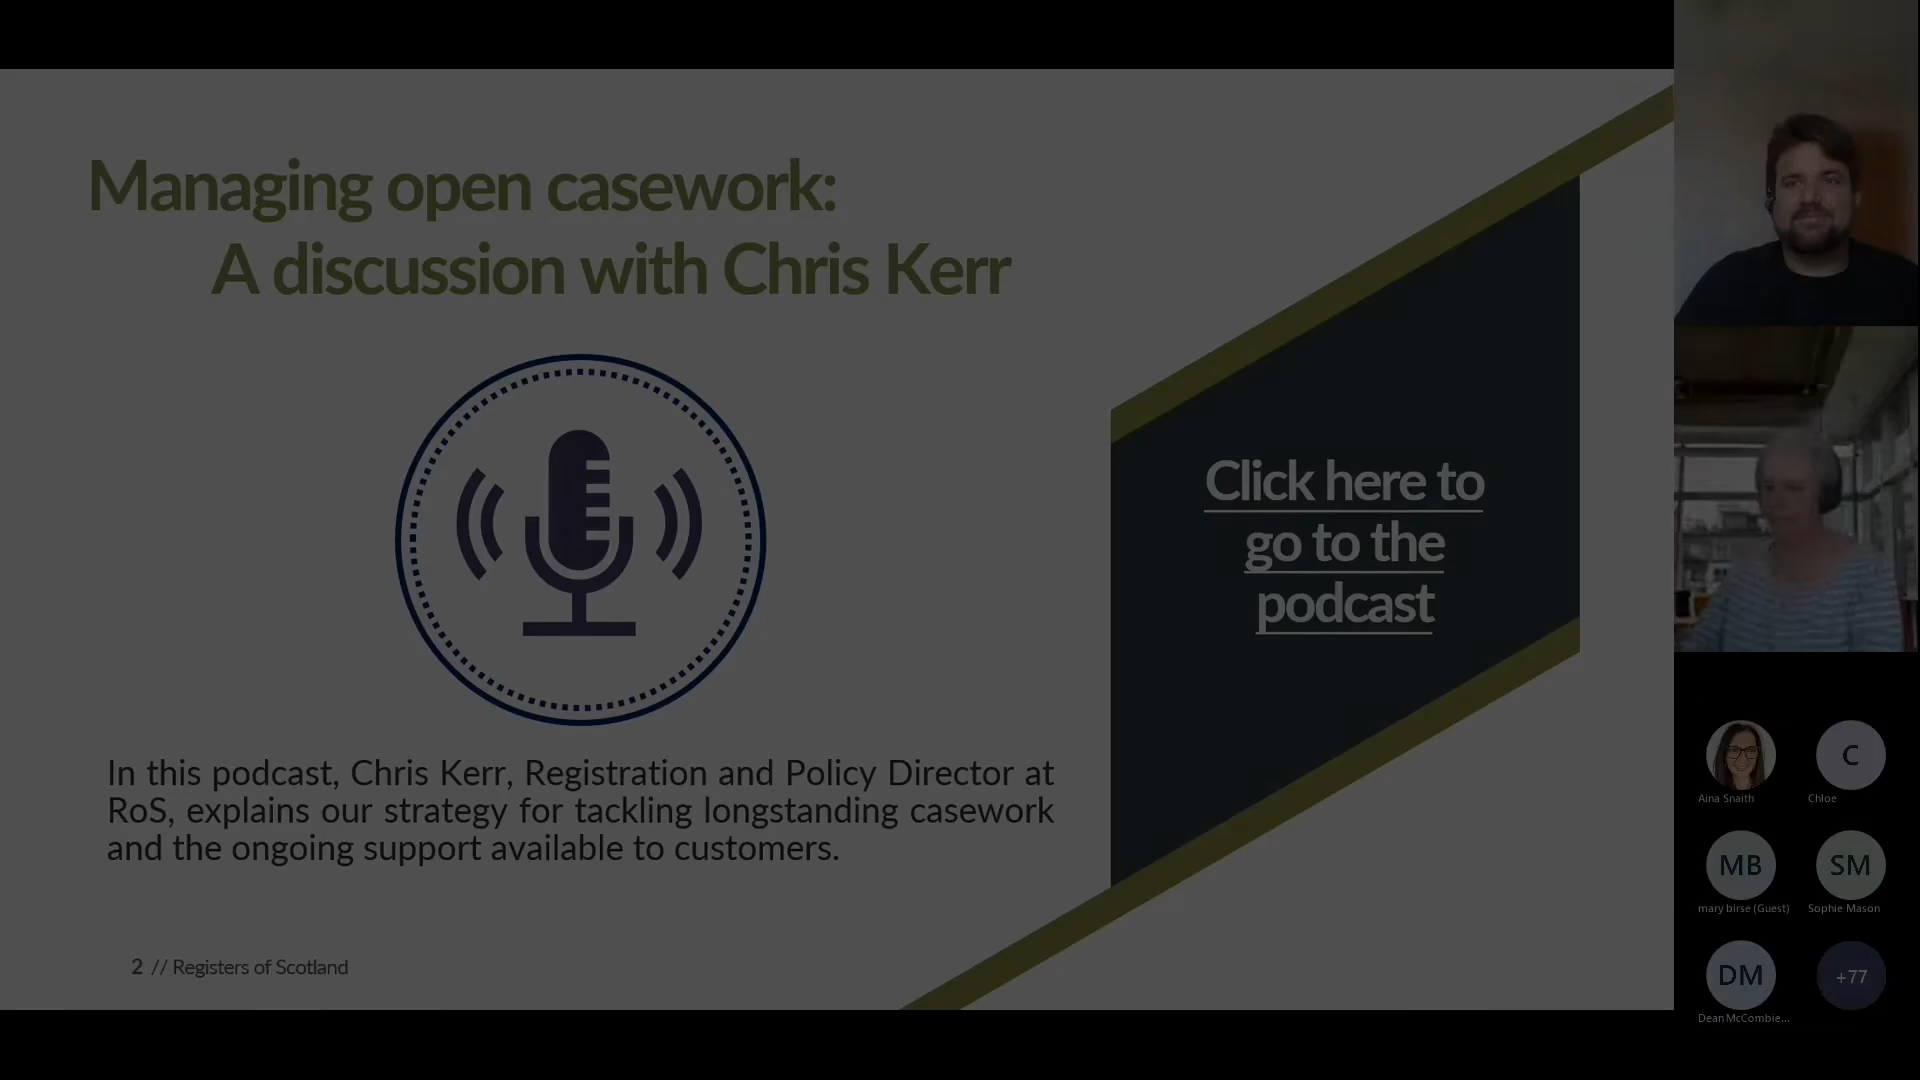 Managing open casework:
A discussion with Chris Kerr
Click here to
go to the
podcast
In this podcast, Chris Kerr, Registration and Policy Director at
RoS, explains our strategy for tackling longstanding casework
and the ongoing support available to customers.
2 // Registers of Scotland
C
Aina Snaith
Chloe
MB
SM
mary birse (Guest)
Sophie Mason
DM
+77
Dean McCombie...